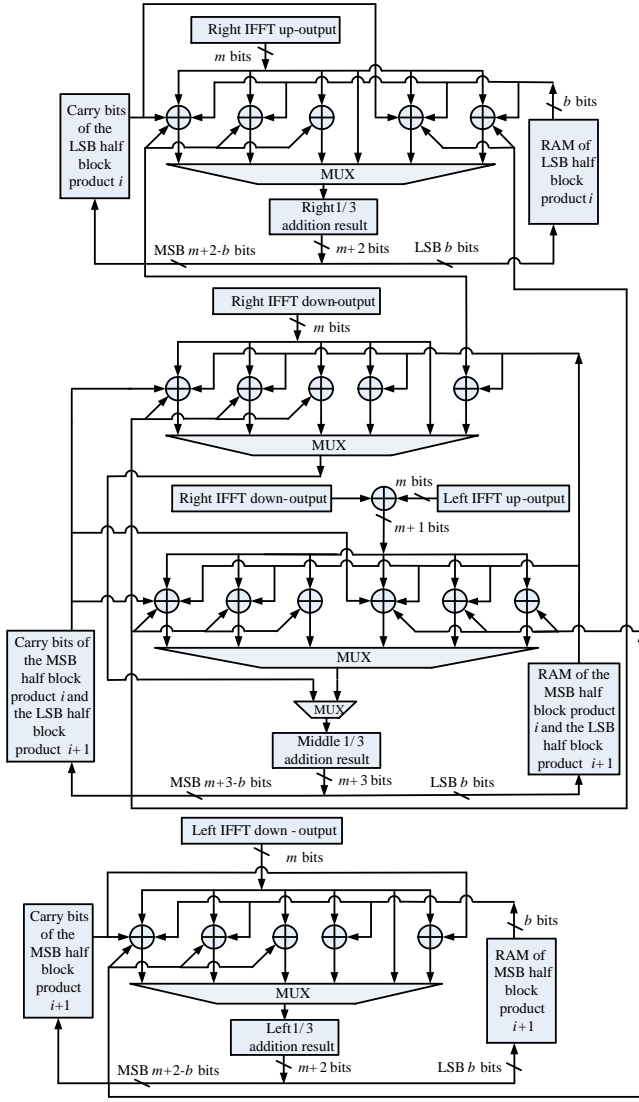 Right IFFT up-output
m bits
b bits
Carry bits
of the
LSB half
block
product i
RAM of
LSB half
block
product i
MUX
Right1/3
addition result
MSB m+2-b bits
m+2 bits
LSB b bits
Right IFFT down-output
m bits
MUX
Right IFFT down-output
m bits
Left IFFT up-output
m+1 bits
Carry bits of
the MSB
half block
product i and
the LSB half
block
product i+1
MUX
RAM of the
MSB half
block product
i and the LSB
half block
product i+1
MUX
Middle 1/3
addition result
MSB m+3-b bits
m+3 bits
LSB b bits
Left IFFT down - output
m bits
Carry bits
of the
MSB half
block
product
i+1
b bits
RAM of
MSB half
block
product
i+1
MUX
Left1/3
addition result
MSB m+2-b bits
m+2 bits
LSB b bits